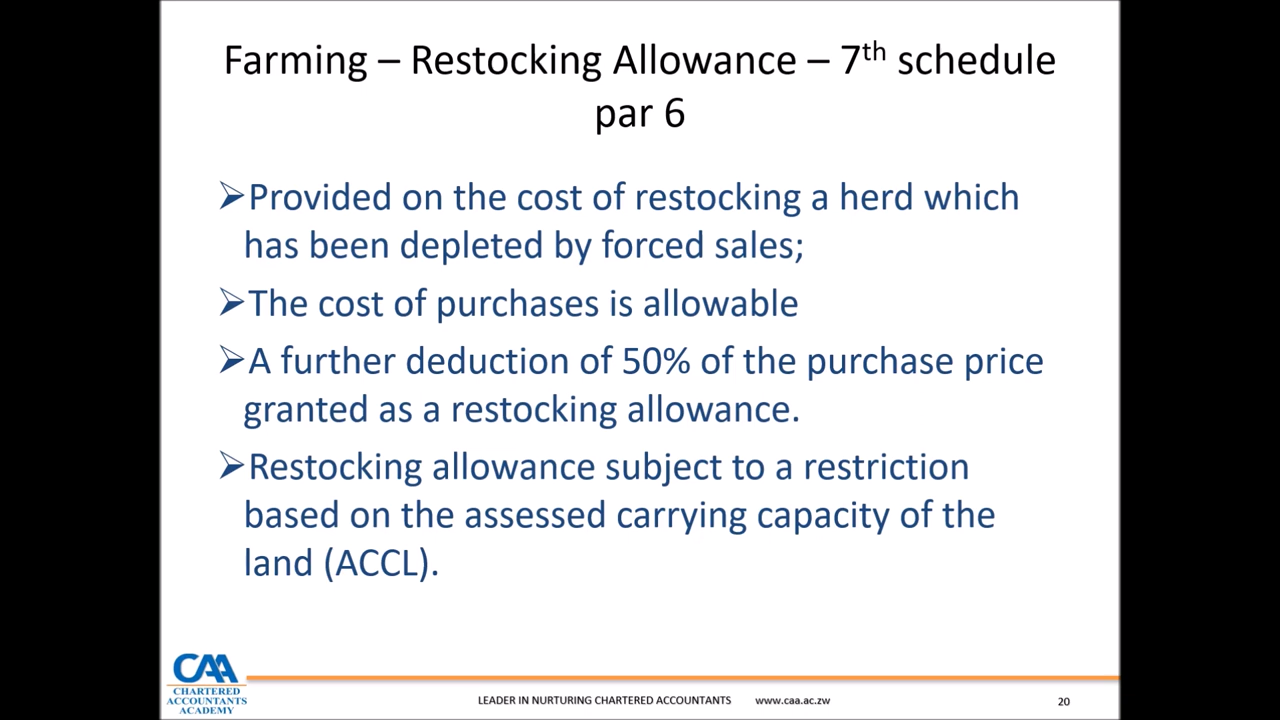 Farming – Restocking Allowance – 7th schedule
par 6
➢Provided on the cost of restocking a herd which
has been depleted by forced sales;
➢The cost of purchases is allowable
➢A further deduction of 50% of the purchase price
granted as a restocking allowance.
➢Restocking allowance subject to a restriction
based on the assessed carrying capacity of the
land (ACCL).
CAA
CHARTERED
ACCOUNTANTS
ACADEMY
LEADER IN NURTURING CHARTERED ACCOUNTANTS www.caa.ac.zw
20